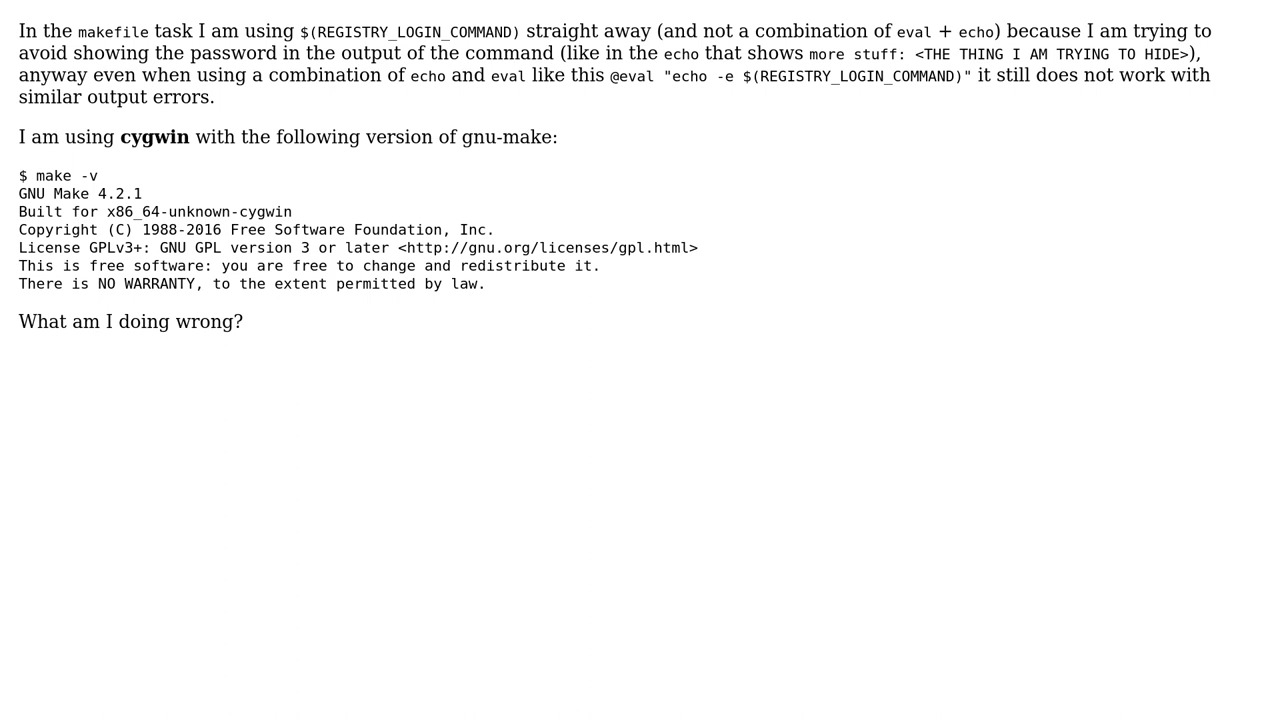 In the makefile task I am using $(REGISTRY_LOGIN_COMMAND) straight away (and not a combination of eval + echo) because I am trying to
avoid showing the password in the output of the command (like in the echo that shows more stuff: <THE THING I AM TRYING TO HIDE>),
anyway even when using a combination of echo and eval like this @eval "echo -e $(REGISTRY_LOGIN_COMMAND)" it still does not work with
similar output errors.
I am using cygwin with the following version of gnu-make:
$ make -v
GNU Make 4.2.1
Built for x86_64-unknown-cygwin
Copyright (C) 1988-2016 Free Software Foundation, Inc.
License GPLv3+: GNU GPL version 3 or later <http://gnu.org/licenses/gpl.html>
This is free software: you are free to change and redistribute it.
There is NO WARRANTY, to the extent permitted by law.
What am I doing wrong?